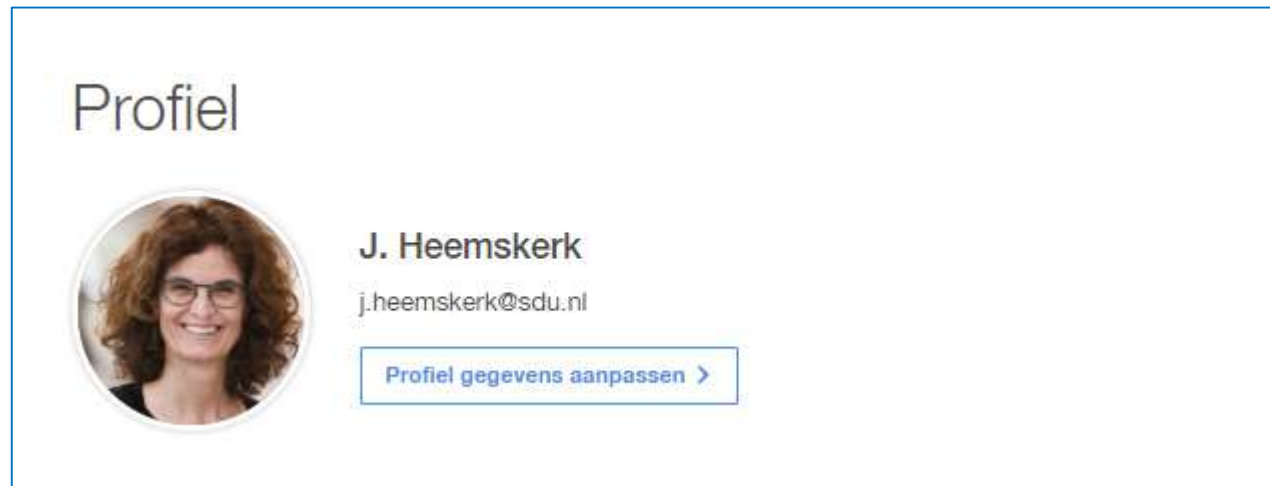 Profiel
J. Heemskerk
j.heemskerk@sdu.nl
Profiel gegevens aanpassen >